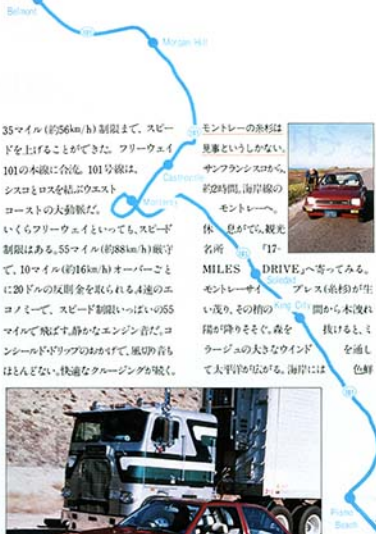 Belmont
101
Morgan Hill
101
Castroville
Monterey
101
Soledad
King City
101
Pismo
Beach
35マイル(約56km/h)制限まで、スピー
ドを上げることができた。フリーウェイ
101の本線に合流。101号線は、
シスコとロスを結ぶウエスト
コーストの大動脈だ。
いくらフリーウェイといっても、スピード
制限はある。55マイル(約88km/h)厳守
で、10マイル(約16km/h)オーバーごと
に20ドルの反則金を取られる。4速のエ
コノミーで、スピード制限いっぱいの55
マイルで飛ばす。静かなエンジン音だ。コ
ンシールド・ドリップのおかげで、風切り音も
ほとんどない。快適なクルージングが続く。
モントレーの糸杉は
見事というしかない。
サンフランシスコから、
約2時間。海岸線の
モントレーへ。
休息がてら、観光
名所『17-
MILES DRIVE』へ寄ってみる。
モントレーサイプレス(糸杉)が生
い茂り、その梢の間から木洩れ
陽が降りそそぐ。森を抜けると、ミ
ラージュの大きなウインドを通し
て太平洋が広がる。海岸には色鮮